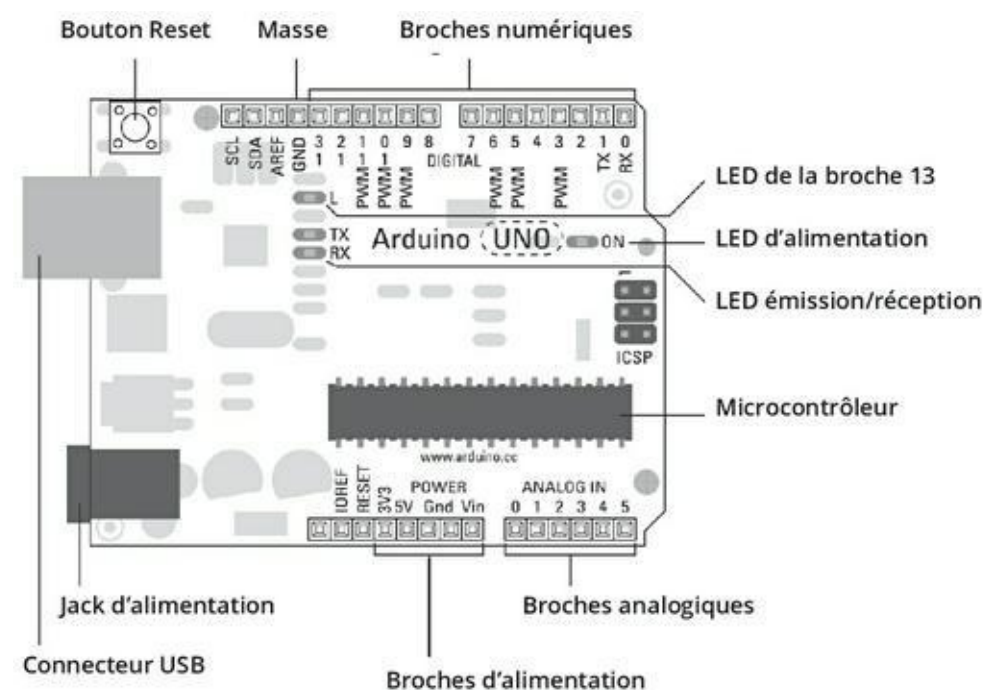 Bouton Reset
Masse
Broches numériques
SCL
SDA
AREF
GND
3
1
2
1
1
1
0
1
9
8
7
6
5
4
3
2
1
0
PWM
PWM
PWM
DIGITAL
PWM
PWM
PWM
TX
RX
L
TX
RX
Arduino UNO
ON
1
ICSP
LED de la broche 13
LED d'alimentation
LED émission/réception
Microcontrôleur
www.arduino.cc
IOREF
RESET
3V3
POWER
5V Gnd Vin
ANALOG IN
0 1 2 3 4 5
Jack d'alimentation
Broches analogiques
Connecteur USB
Broches d'alimentation